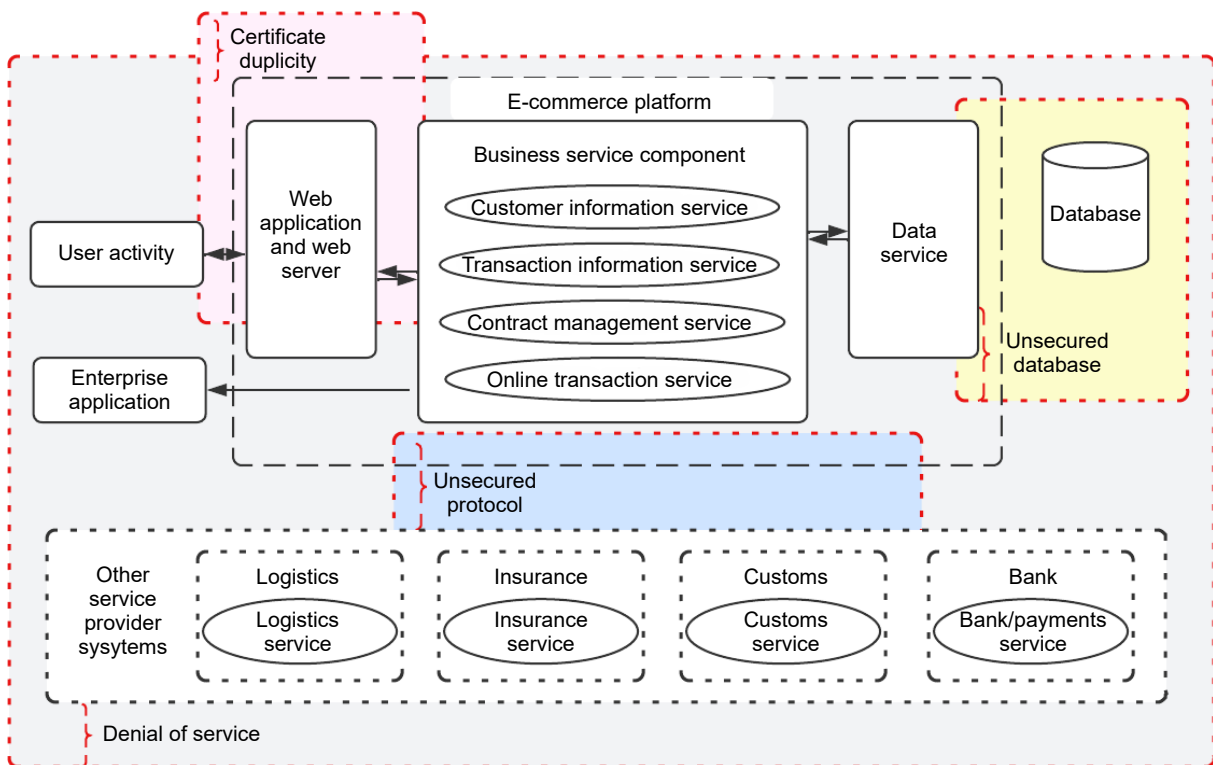 Certificate
duplicity
E-commerce platform
Business service component
Web
application
and web
server
Customer information service
Transaction information service
Contract management service
Online transaction service
Data
service
Database
User activity
Unsecured
database
Enterprise
application
Unsecured
protocol
Other
service
provider
sysytems
Logistics
Logistics
service
Insurance
Insurance
service
Customs
Customs
service
Bank
Bank/payments
service
Denial of service